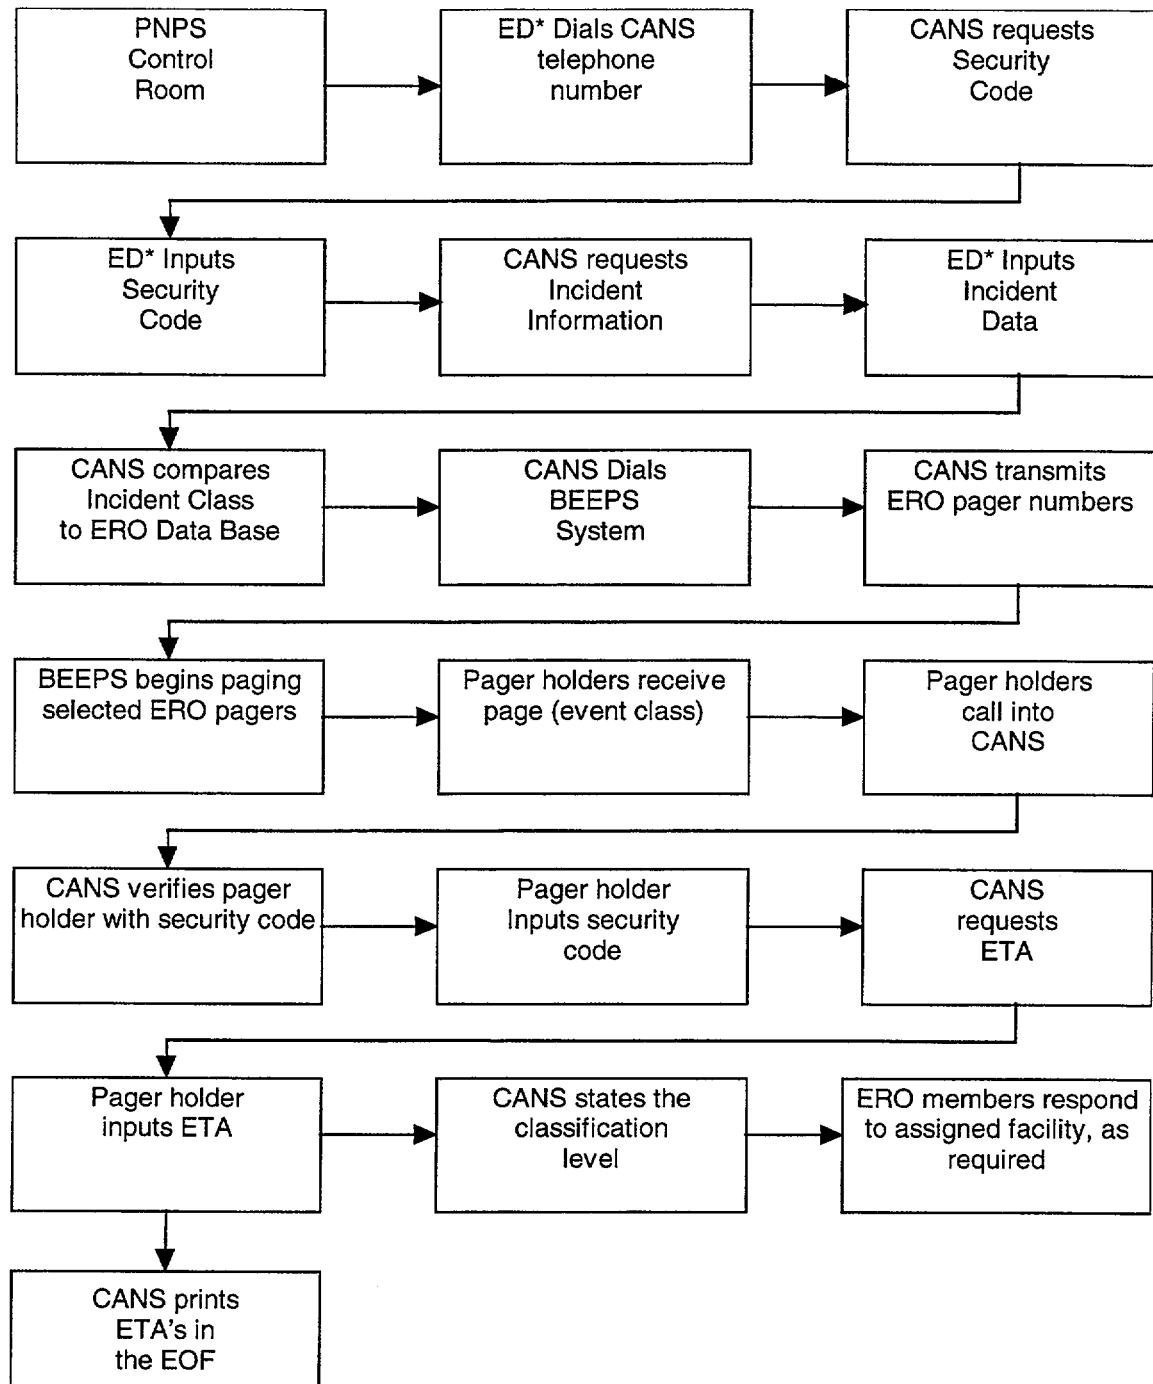 PNPS
Control
Room
ED* Dials CANS
telephone
number
CANS requests
Security
Code
ED* Inputs
Security
Code
CANS requests
Incident
Information
ED* Inputs
Incident
Data
CANS compares
Incident Class
to ERO Data Base
CANS Dials
BEEPS
System
CANS transmits
ERO pager numbers
BEEPS begins paging
selected ERO pagers
Pager holders receive
page (event class)
Pager holders
call into
CANS
CANS verifies pager
holder with security code
Pager holder
Inputs security
code
CANS
requests
ETA
Pager holder
inputs ETA
CANS states the
classification
level
ERO members respond
to assigned facility, as
required
CANS prints
ETA's in
the EOF